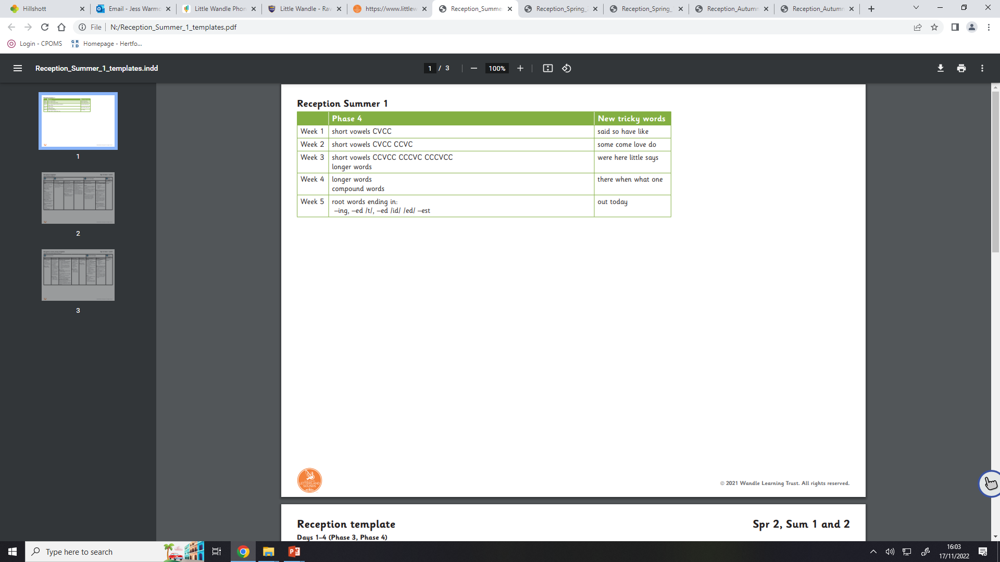 Hillshott
Email - Jess Warmo
Little Wandle Phon
Little Wandle - Rav
https://www.littlew
Reception_Summe
Reception_Spring_
Reception_Spring_
Reception_Autumn
Reception_Autumn
File
N:/Reception_Summer_1_templates.pdf
Login - CPOMS
GRID
Homepage - Hertfo...
Reception_Summer_1_templates.indd
1 / 3
100%
1
2
3
Reception Summer 1
Phase 4 New tricky words
Week 1 short vowels CVCC said so have like
Week 2 short vowels CVCC CCVC some come love do
Week 3 short vowels CCVCC CCCVC CCCVCC were here little says
longer words
Week 4 longer words there when what one
compound words
Week 5 root words ending in: out today
–ing, –ed /t/, –ed /id/ /ed/ –est
LETTERS AND
SOUNDS
© 2021 Wandle Learning Trust. All rights reserved.
Reception template Spr 2, Sum 1 and 2
Days 1–4 (Phase 3, Phase 4)
Type here to search
16:03
17/11/2022